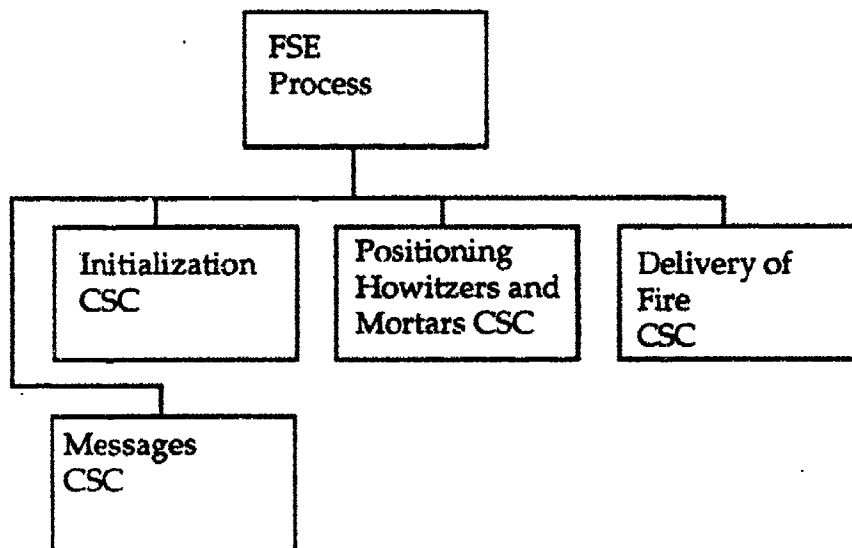 FSE
Process
Initialization
CSC
Positioning
Howitzers and
Mortars CSC
Delivery of
Fire
CSC
Messages
CSC